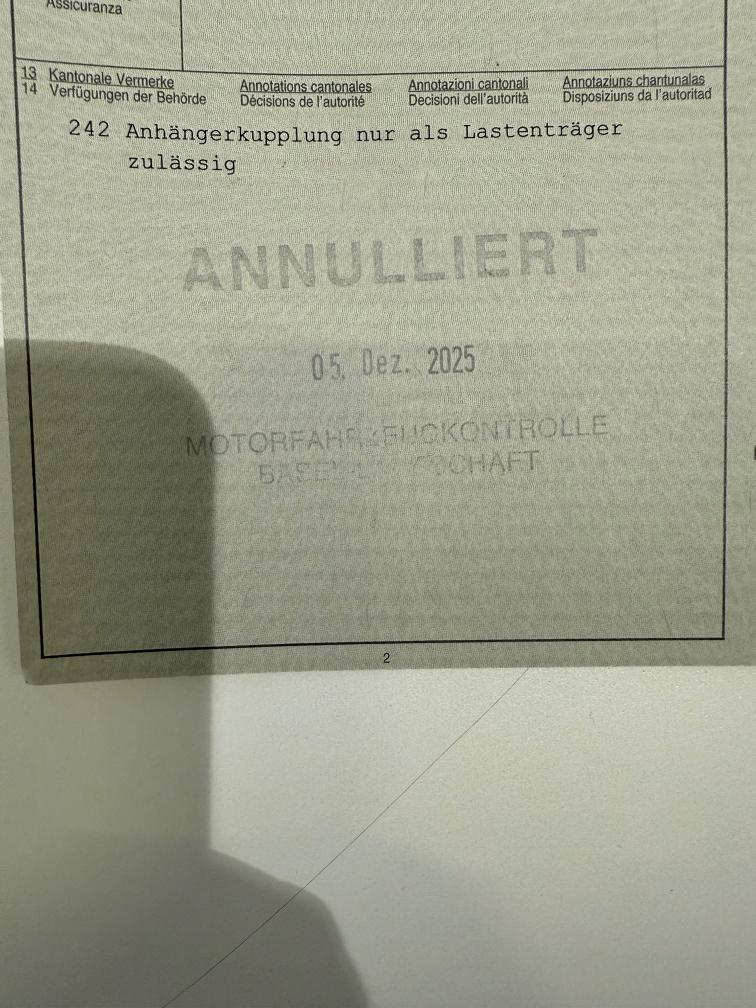 Assicuranza
13 Kantonale Vermerke Annotations cantonales Annotazioni cantonali Annotaziuns chantunalas
14 Verfügungen der Behörde Décisions de l'autorité Decisioni dell'autorità Disposiziuns da l'autoritad
242 Anhängerkupplung nur als Lastenträger
zulässig
ANNULLIERT
05. Dez. 2025
MOTORFAHRZEUGKONTROLLE
2